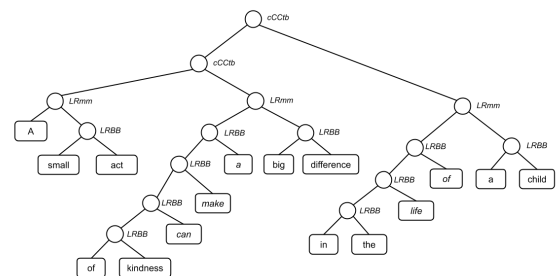 cCCtb
cCCtb
LRmm LRmm LRmm
A LRBB LRBB LRBB LRBB LRBB
small act LRBB a big difference LRBB of a child
LRBB make LRBB life
LRBB can in the
of kindness